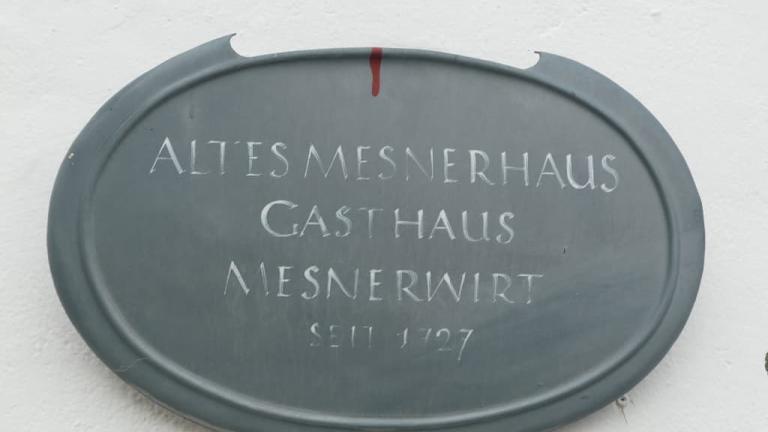 ALTES MESNERHAUS
GASTHAUS
MESNERWIRT
SEIT 1727